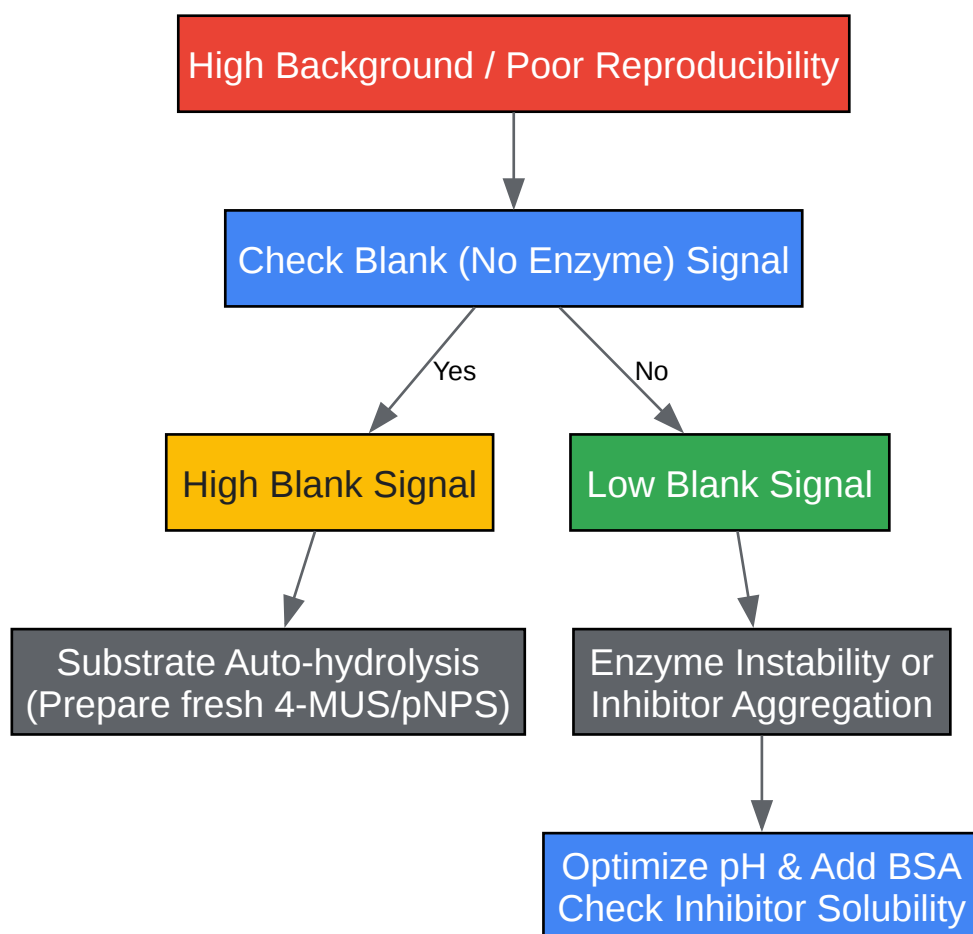 High Background / Poor Reproducibility
Check Blank (No Enzyme) Signal
Yes
No
High Blank Signal
Low Blank Signal
Substrate Auto-hydrolysis
(Prepare fresh 4-MUS/pNPS)
Enzyme Instability or
Inhibitor Aggregation
Optimize pH & Add BSA
Check Inhibitor Solubility